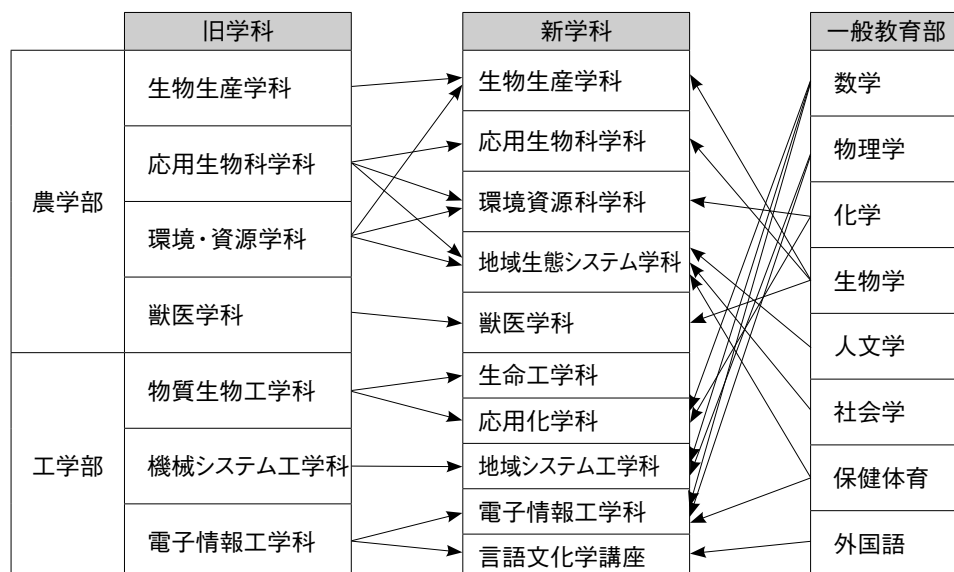 旧学科
新学科
一般教育部
農学部
工学部
生物生産学科
応用生物科学科
環境・資源学科
獣医学科
物質生物工学科
機械システム工学科
電子情報工学科
生物生産学科
応用生物科学科
環境資源科学科
地域生態システム学科
獣医学科
生命工学科
応用化学科
地域システム工学科
電子情報工学科
言語文化学講座
数学
物理学
化学
生物学
人文学
社会学
保健体育
外国語